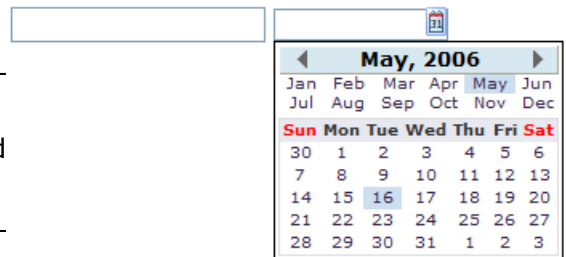 31
May, 2006
Jan Feb Mar Apr May Jun
Jul Aug Sep Oct Nov Dec
Sun Mon Tue Wed Thu Fri Sat
30 1 2 3 4 5 6
d
7 8 9 10 11 12 13
14 15 16 17 18 19 20
21 22 23 24 25 26 27
28 29 30 31 1 2 3